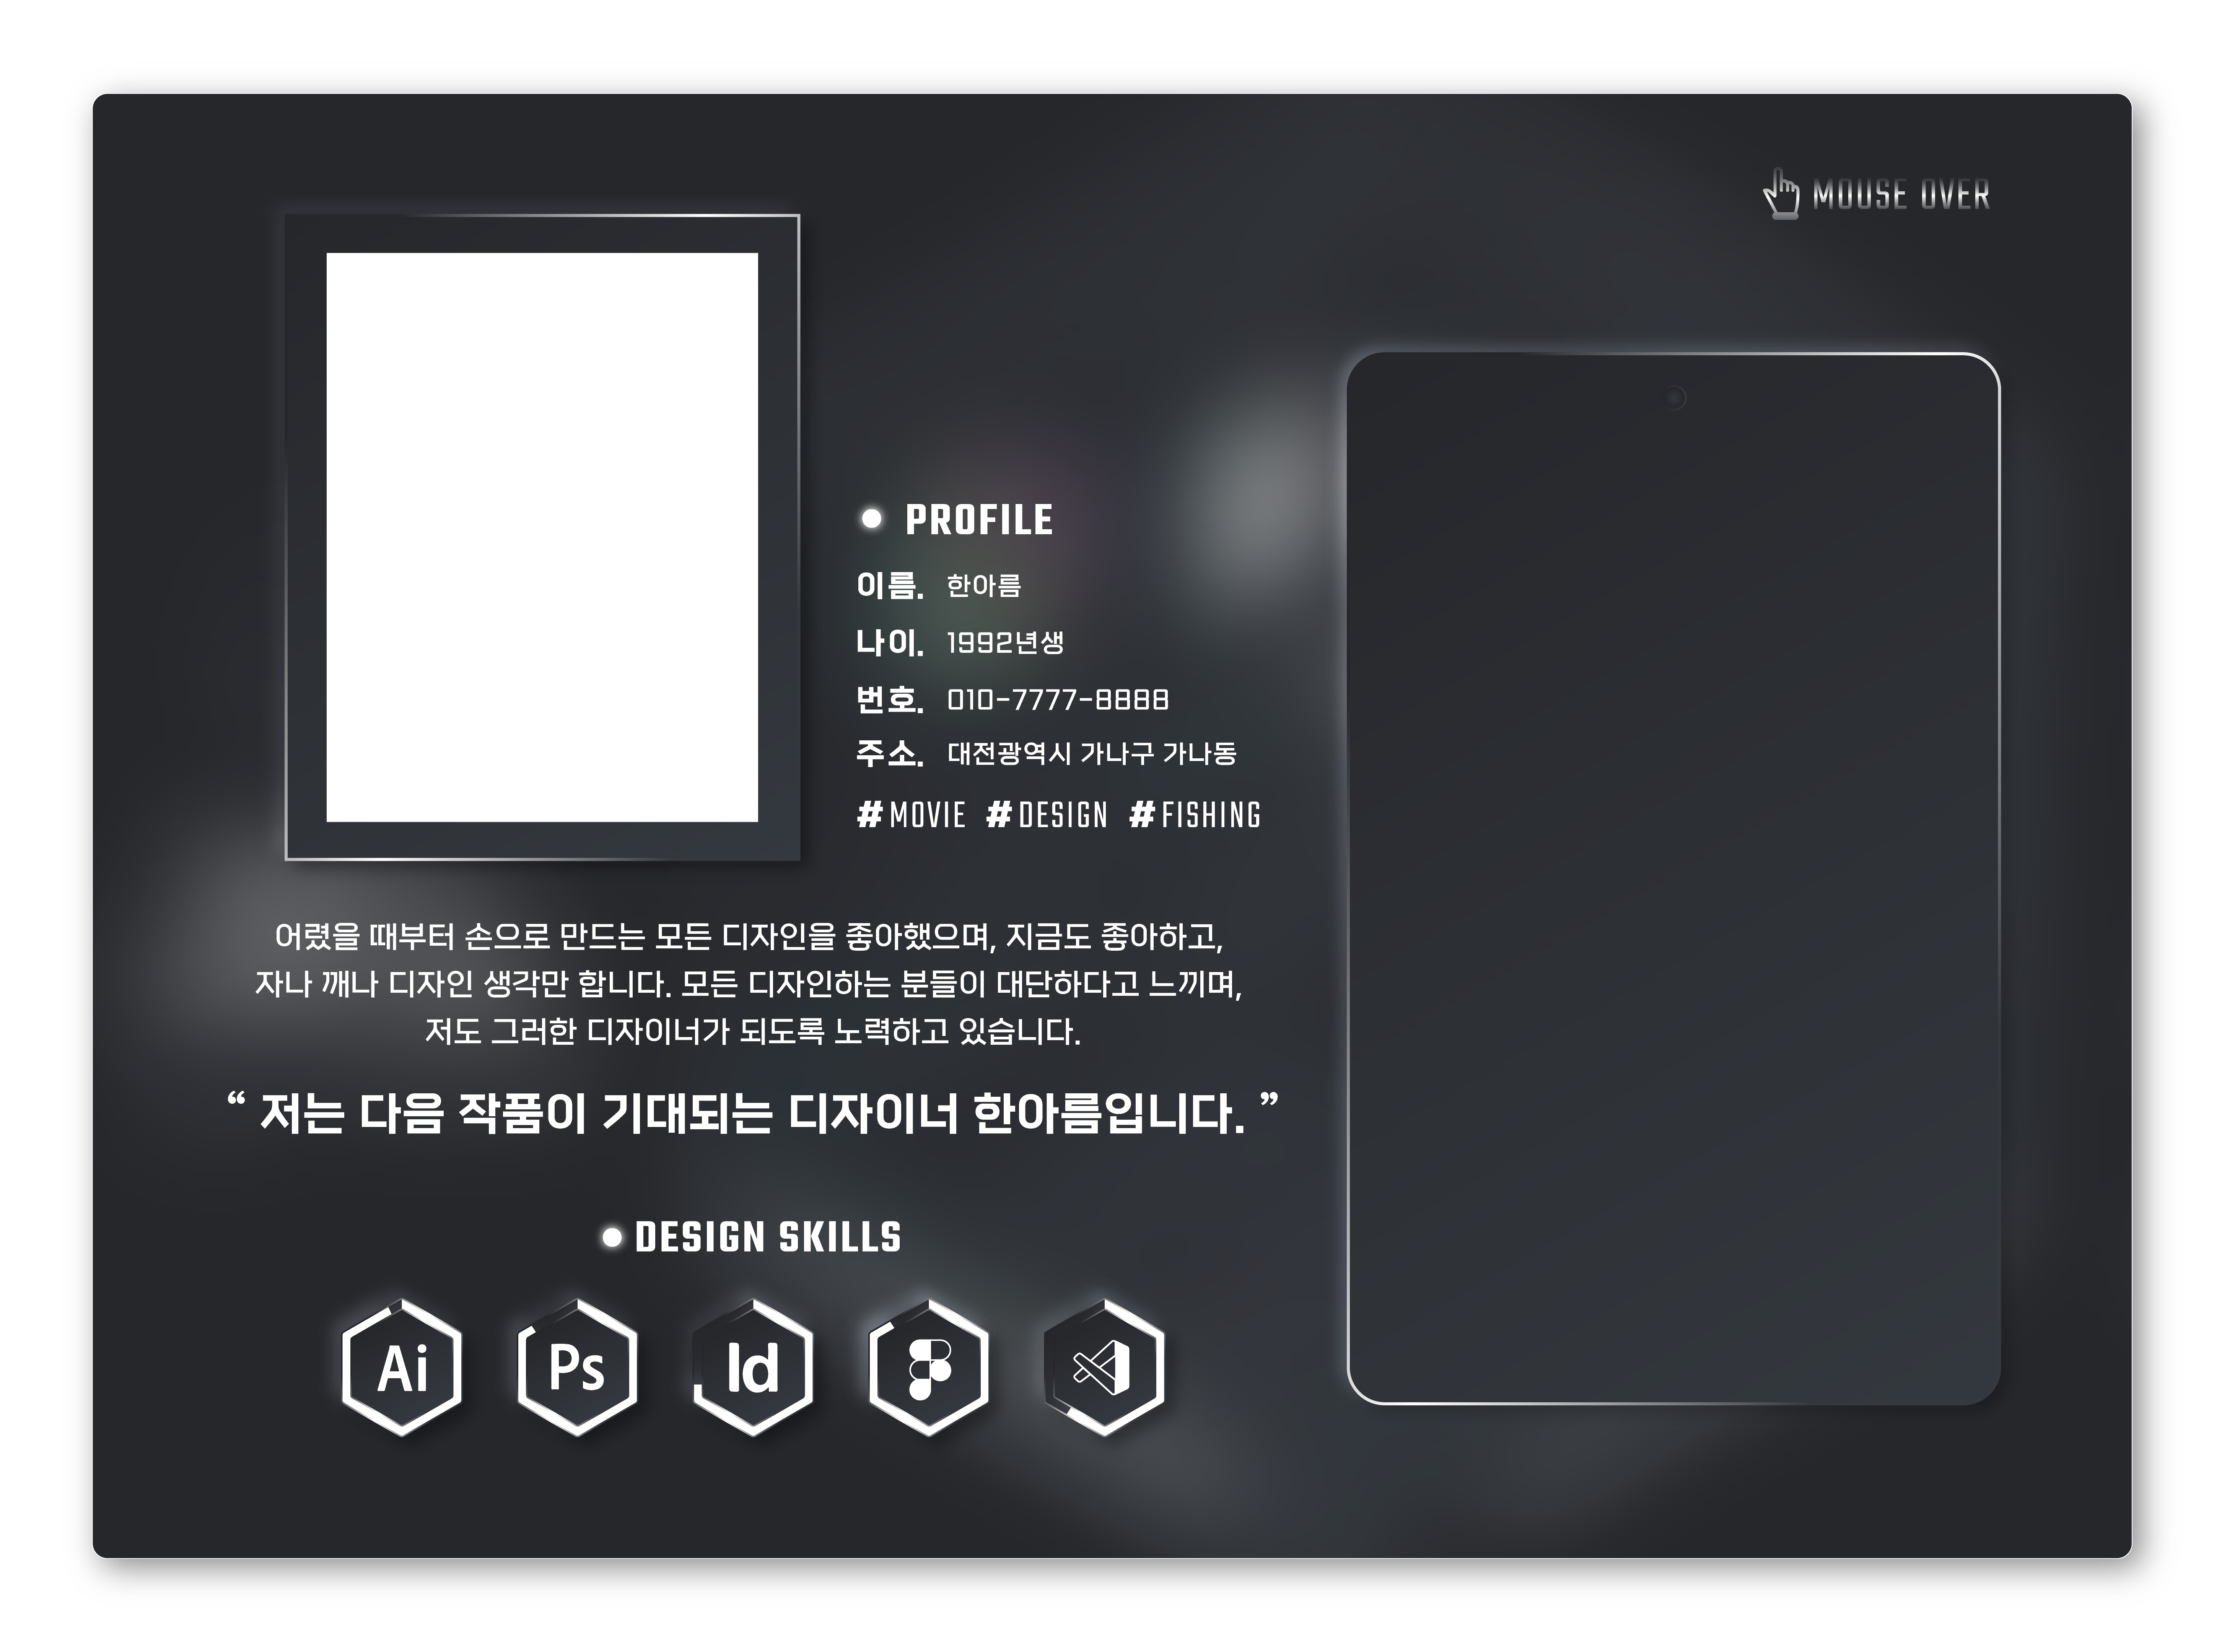 MOUSE OVER
PROFILE
이름. 한아름
나이. 1992년생
번호. 010-7777-8888
주소. 대전광역시 가나구 가나동
#MOVIE #DESIGN #FISHING
어렸을 때부터 손으로 만드는 모든 디자인을 좋아했으며, 지금도 좋아하고,
자나 깨나 디자인 생각만 합니다. 모든 디자인하는 분들이 대단하다고 느끼며,
저도 그러한 디자이너가 되도록 노력하고 있습니다.
“ 저는 다음 작품이 기대되는 디자이너 한아름입니다. ”
DESIGN SKILLS
Ai Ps Id